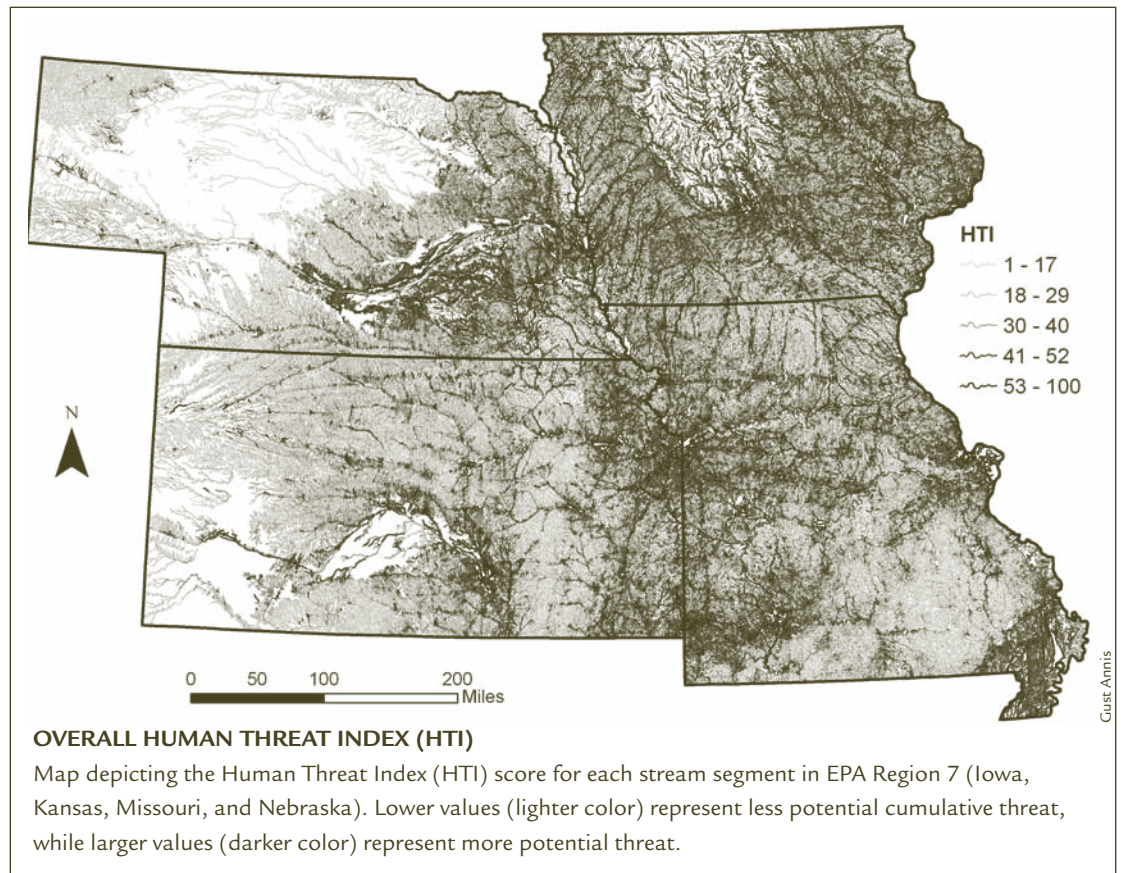 HTI
1 - 17
18 - 29
30 - 40
41 - 52
53 - 100
N
0 50 100 200
Miles
Gust Annis
OVERALL HUMAN THREAT INDEX (HTI)
Map depicting the Human Threat Index (HTI) score for each stream segment in EPA Region 7 (Iowa,
Kansas, Missouri, and Nebraska). Lower values (lighter color) represent less potential cumulative threat,
while larger values (darker color) represent more potential threat.